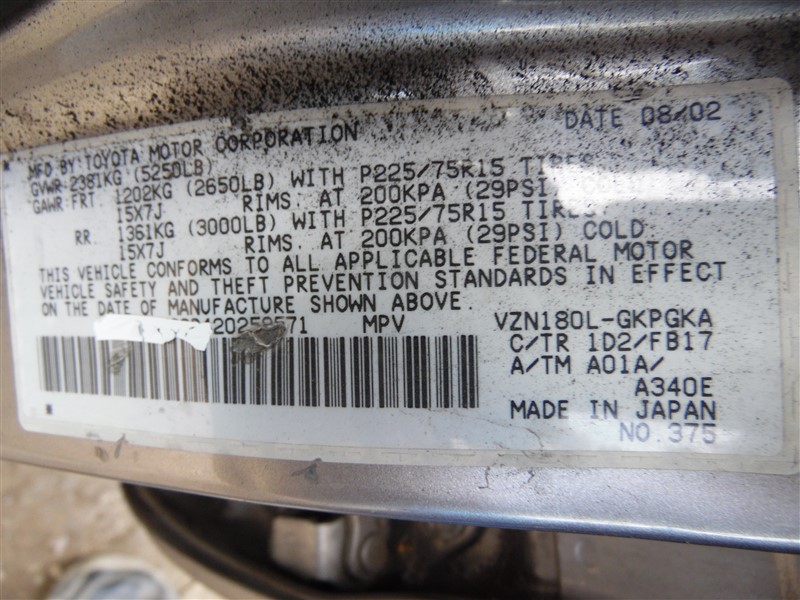 MFD BY: TOYOTA MOTOR CORPORATION DATE 08/02
GVWR 2381KG (5250LB)
GAWR FRT. 1202KG (2650LB) WITH P225/75R15 TIRES,
15X7J RIMS. AT 200KPA (29PSI)
RR. 1361KG (3000LB) WITH P225/75R15 TIRES,
15X7J RIMS. AT 200KPA (29PSI) COLD
THIS VEHICLE CONFORMS TO ALL APPLICABLE FEDERAL MOTOR
VEHICLE SAFETY AND THEFT PREVENTION STANDARDS IN EFFECT
ON THE DATE OF MANUFACTURE SHOWN ABOVE.
20259571 MPV VZN180L-GKPGKA
C/TR 1D2/FB17
A/TM A01A/
A340E
MADE IN JAPAN
NO 375